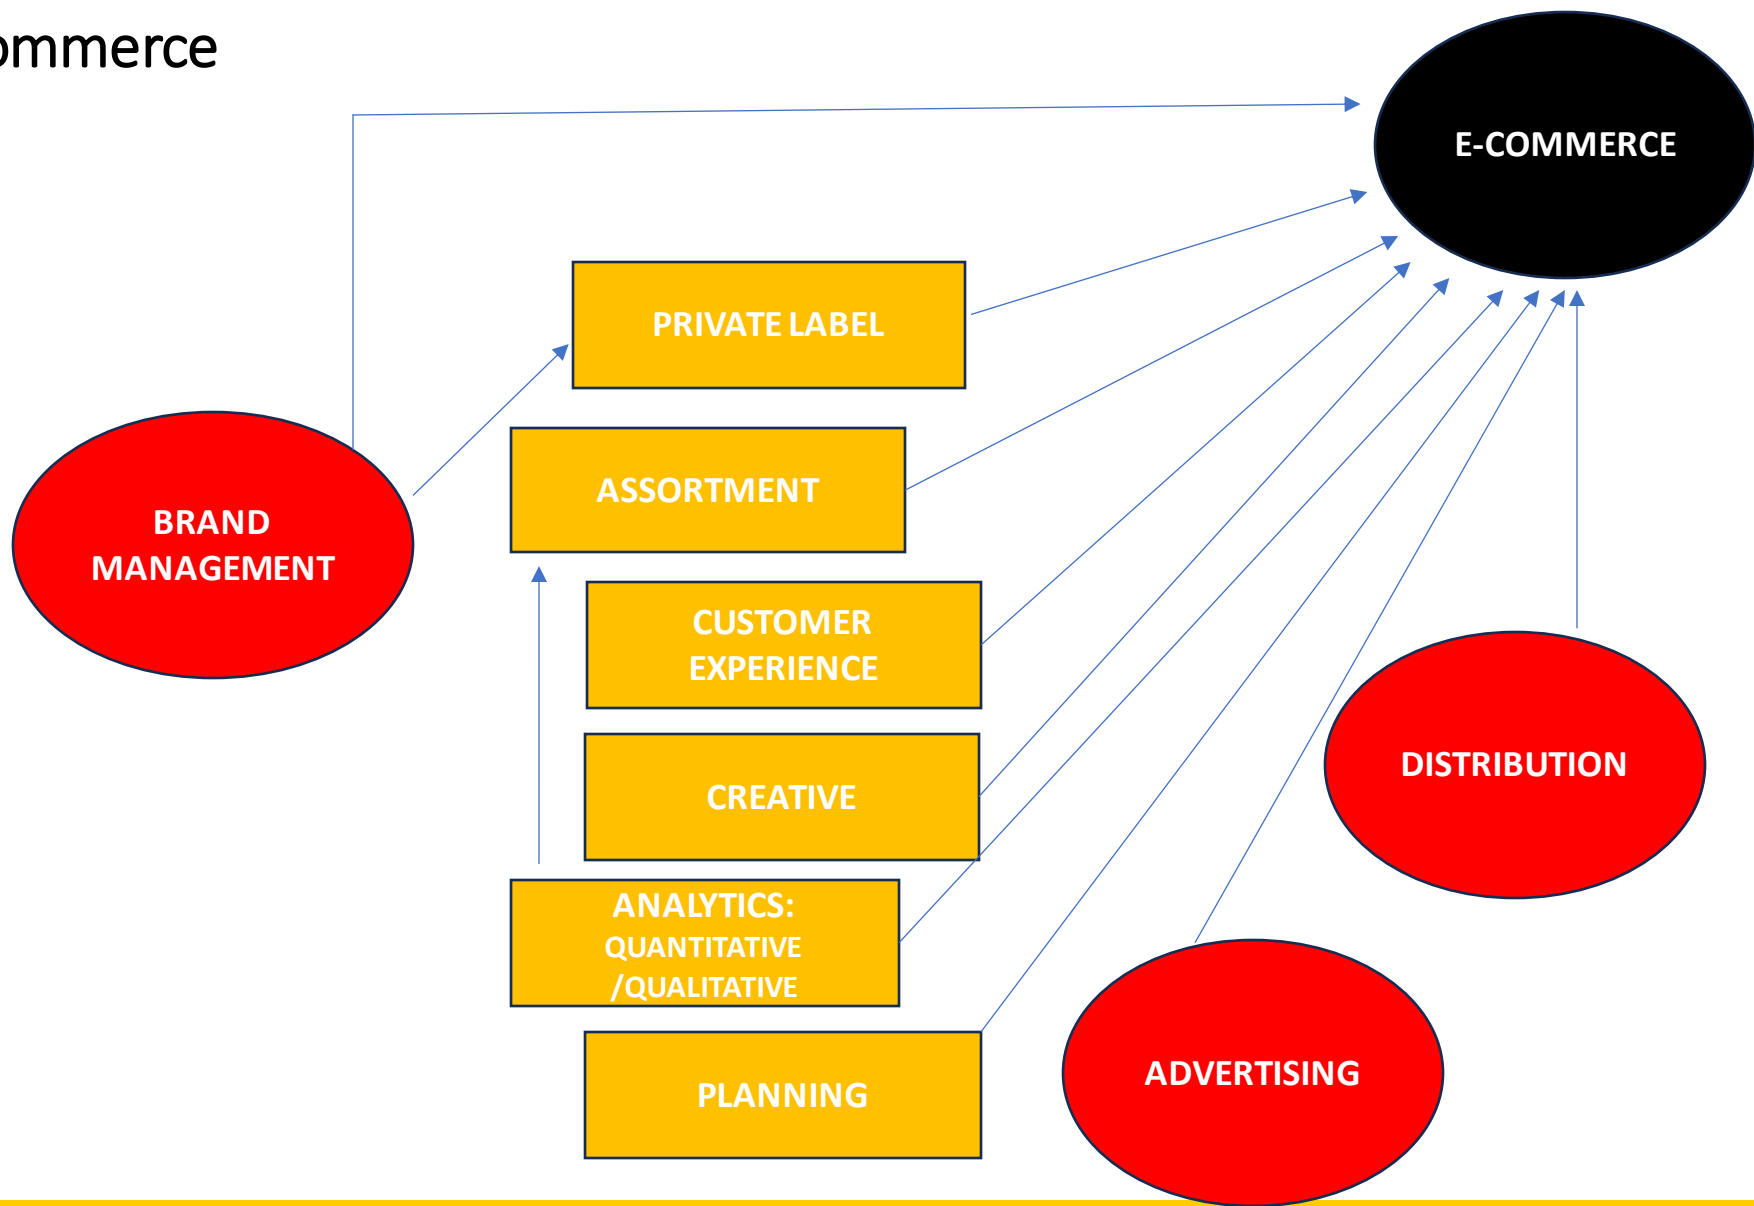 ommerce
E-COMMERCE
PRIVATE LABEL
ASSORTMENT
BRAND
MANAGEMENT
CUSTOMER
EXPERIENCE
CREATIVE
DISTRIBUTION
ANALYTICS:
QUANTITATIVE
/QUALITATIVE
PLANNING
ADVERTISING